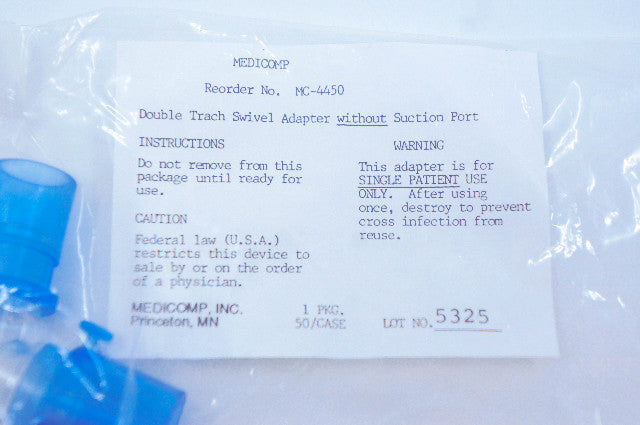 MEDICOMP
Reorder No. MC-4450
Double Trach Swivel Adapter without Suction Port
INSTRUCTIONS
Do not remove from this
package until ready for
use.
CAUTION
Federal law (U.S.A.)
restricts this device to
sale by or on the order
of a physician.
WARNING
This adapter is for
SINGLE PATIENT USE
ONLY. After using
once, destroy to prevent
cross infection from
reuse.
MEDICOMP, INC.
Princeton, MN
1 PKG.
50/CASE
LOT NO. 5325